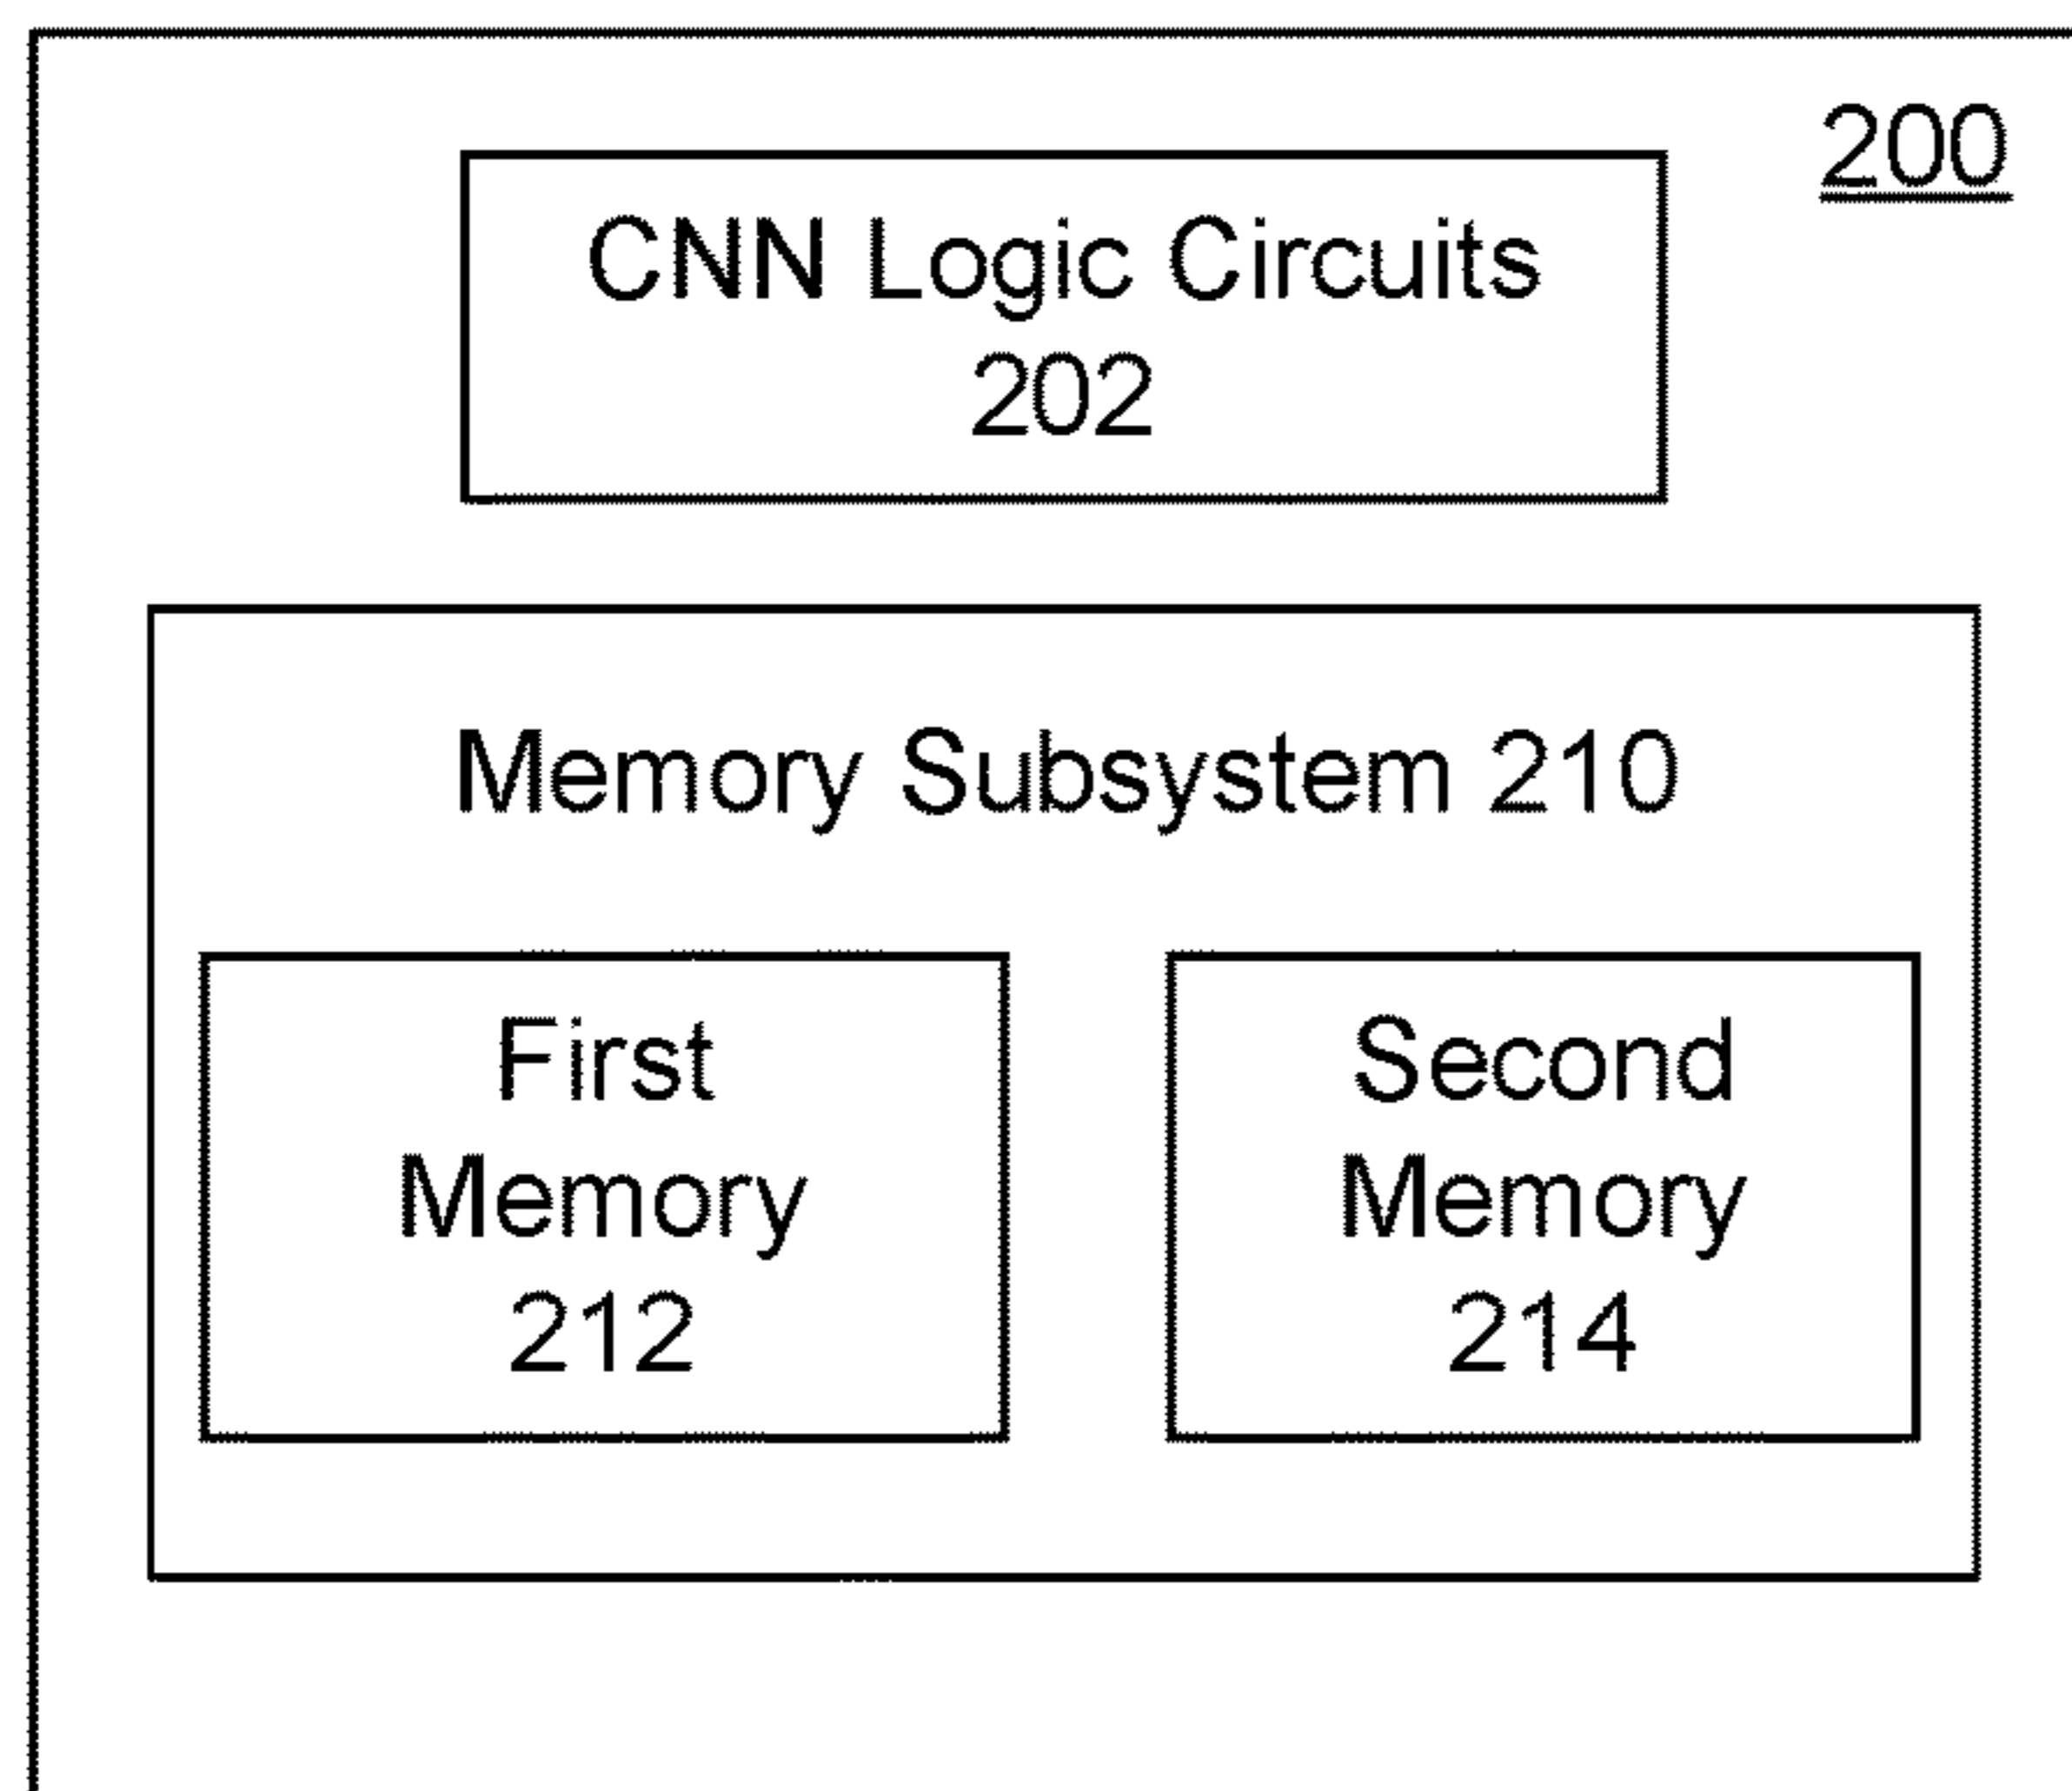 200
CNN Logic Circuits
202
Memory Subsystem 210
First
Memory
212
Second
Memory
214